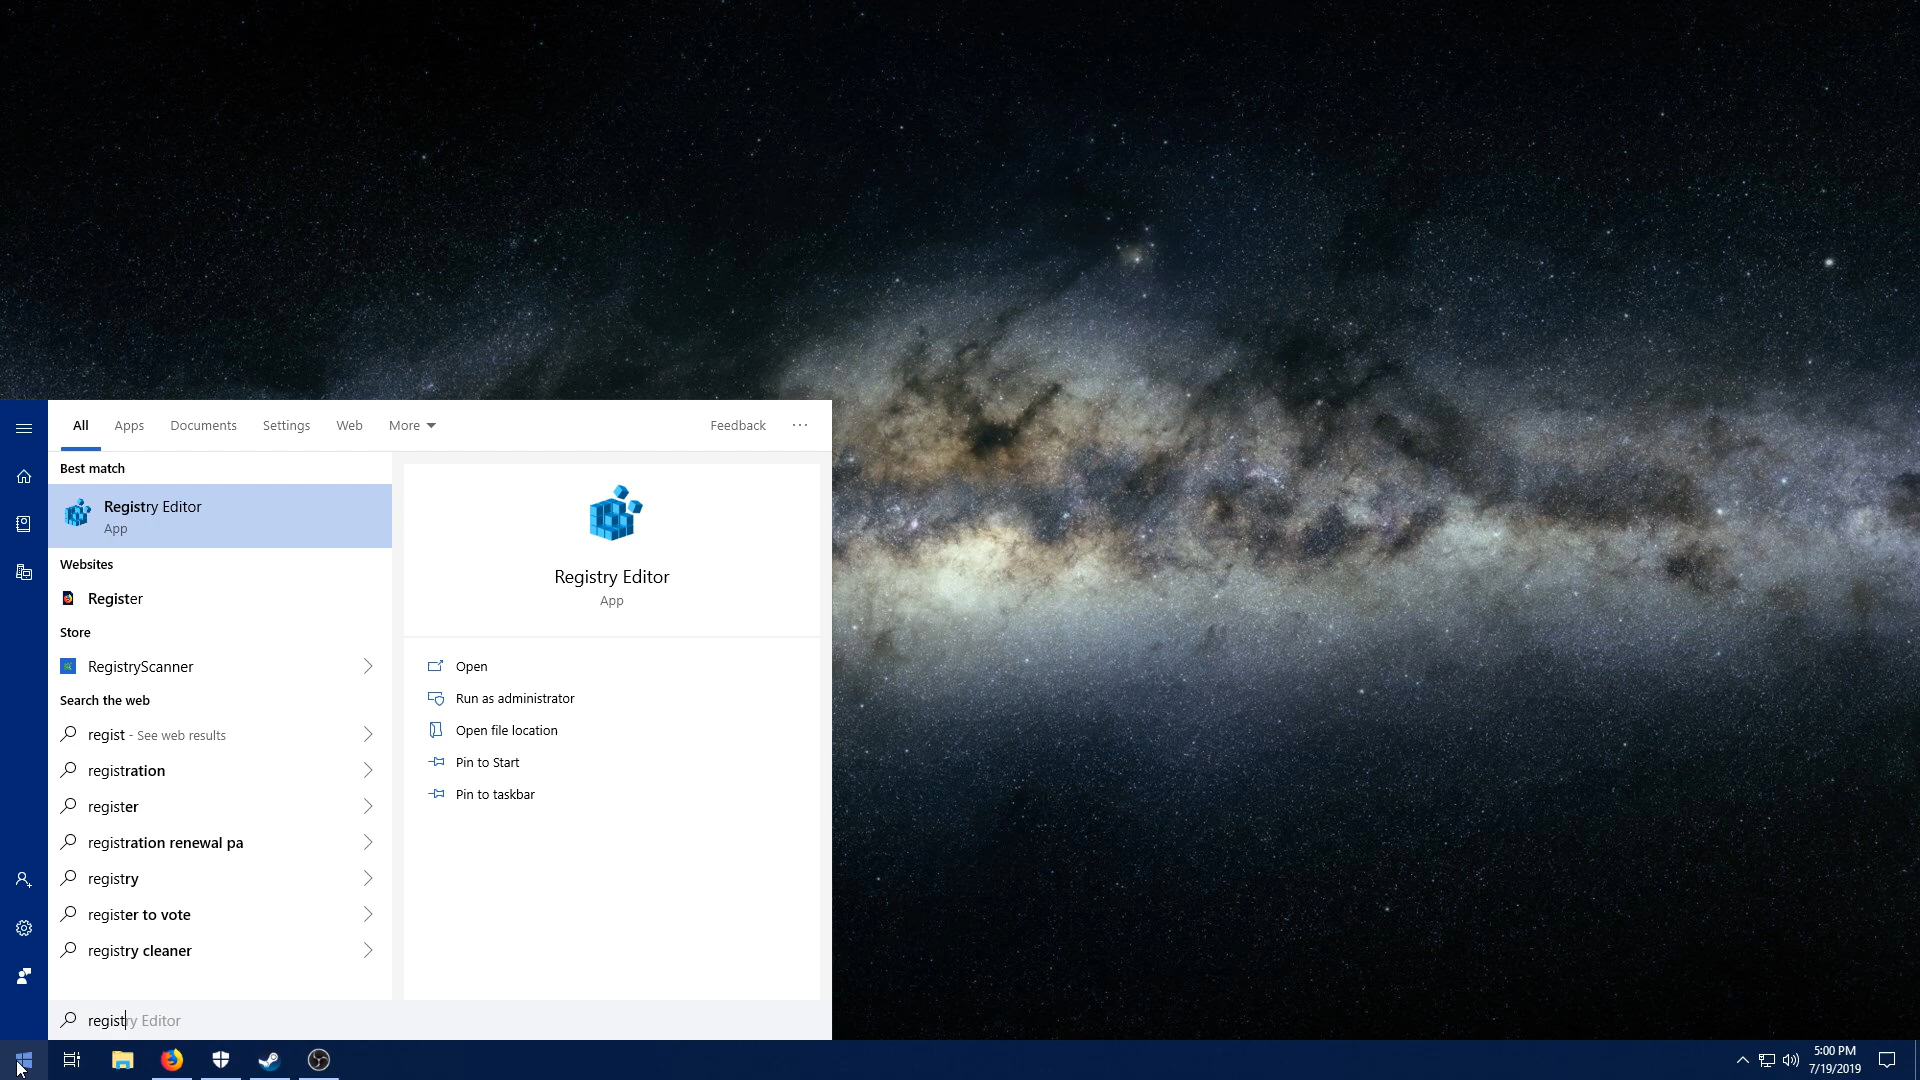 All
Apps
Documents
Settings
Web
More
Feedback
Best match
Registry Editor
App
Websites
Register
Store
RegistryScanner
Search the web
regist - See web results
registration
register
registration renewal pa
registry
register to vote
registry cleaner
Registry Editor
App
Open
Run as administrator
Open file location
Pin to Start
Pin to taskbar
registry Editor
5:00 PM
7/19/2019